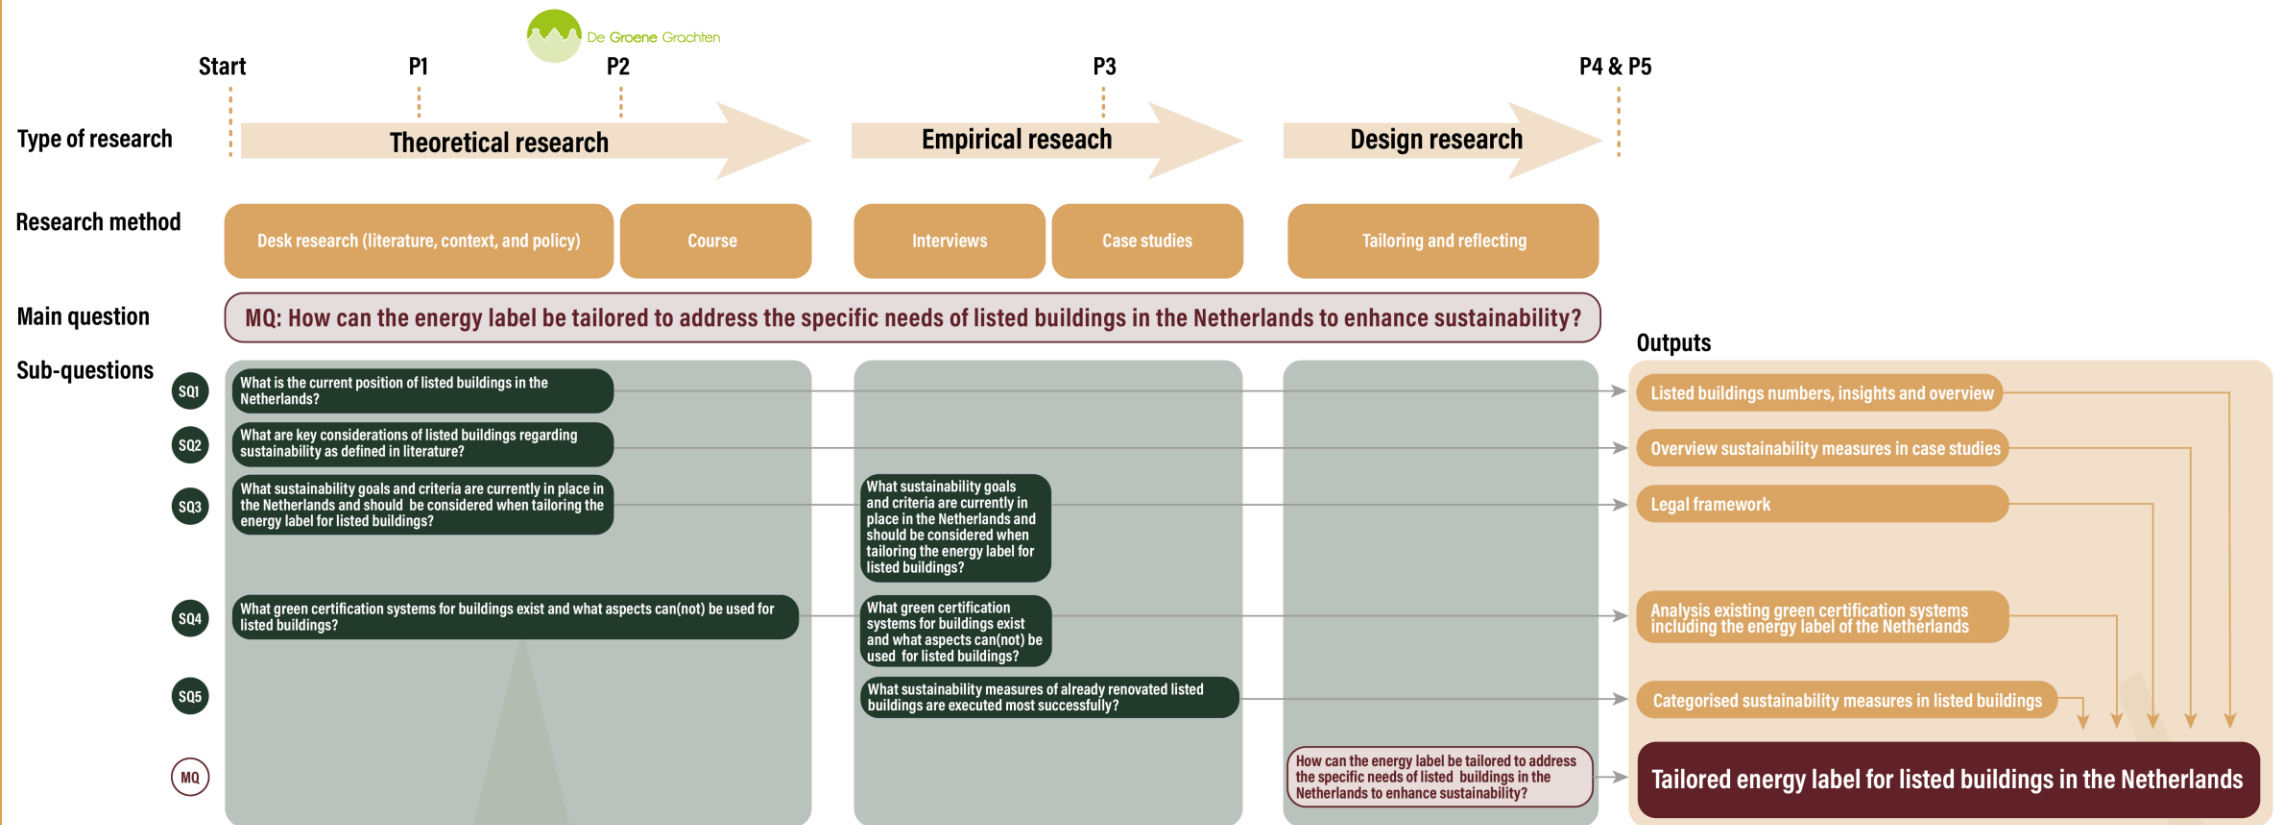 De Groene Grachten
Start
P1
P2
P3
P4 & P5
Type of research
Theoretical research
Empirical reseach
Design research
Research method
Desk research (literature, context, and policy)
Course
Interviews
Case studies
Tailoring and reflecting
Main question
MQ: How can the energy label be tailored to address the specific needs of listed buildings in the Netherlands to enhance sustainability?
Sub-questions
Outputs
SQ1
What is the current position of listed buildings in the
Netherlands?
Listed buildings numbers, insights and overview
SQ2
What are key considerations of listed buildings regarding
sustainability as defined in literature?
Overview sustainability measures in case studies
SQ3
What sustainability goals and criteria are currently in place in
the Netherlands and should be considered when tailoring the
energy label for listed buildings?
What sustainability goals
and criteria are currently in
place in the Netherlands and
should be considered when
tailoring the energy label for
listed buildings?
Legal framework
SQ4
What green certification systems for buildings exist and what aspects can(not) be used for
listed buildings?
What green certification
systems for buildings exist
and what aspects can(not) be
used for listed buildings?
Analysis existing green certification systems
including the energy label of the Netherlands
SQ5
What sustainability measures of already renovated listed
buildings are executed most successfully?
Categorised sustainability measures in listed buildings
MQ
How can the energy label be tailored to address
the specific needs of listed buildings in the
Netherlands to enhance sustainability?
Tailored energy label for listed buildings in the Netherlands